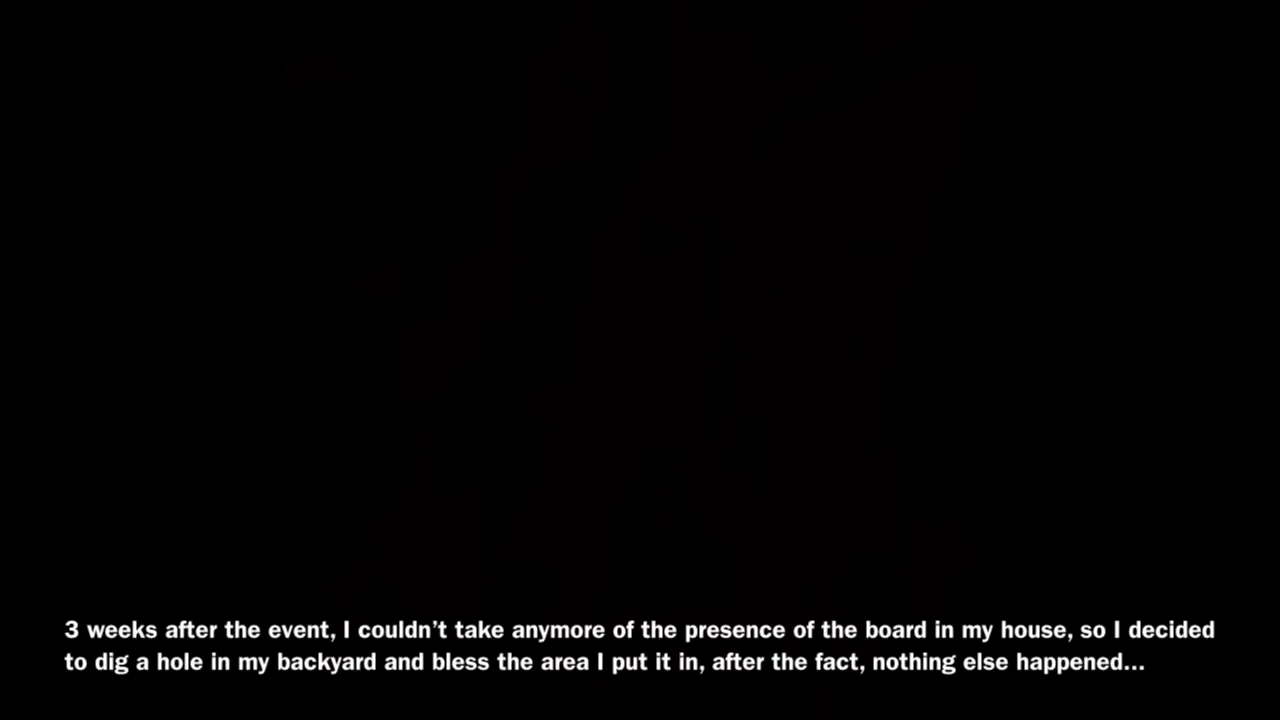 3 weeks after the event, I couldn’t take anymore of the presence of the board in my house, so I decided
to dig a hole in my backyard and bless the area I put it in, after the fact, nothing else happened...